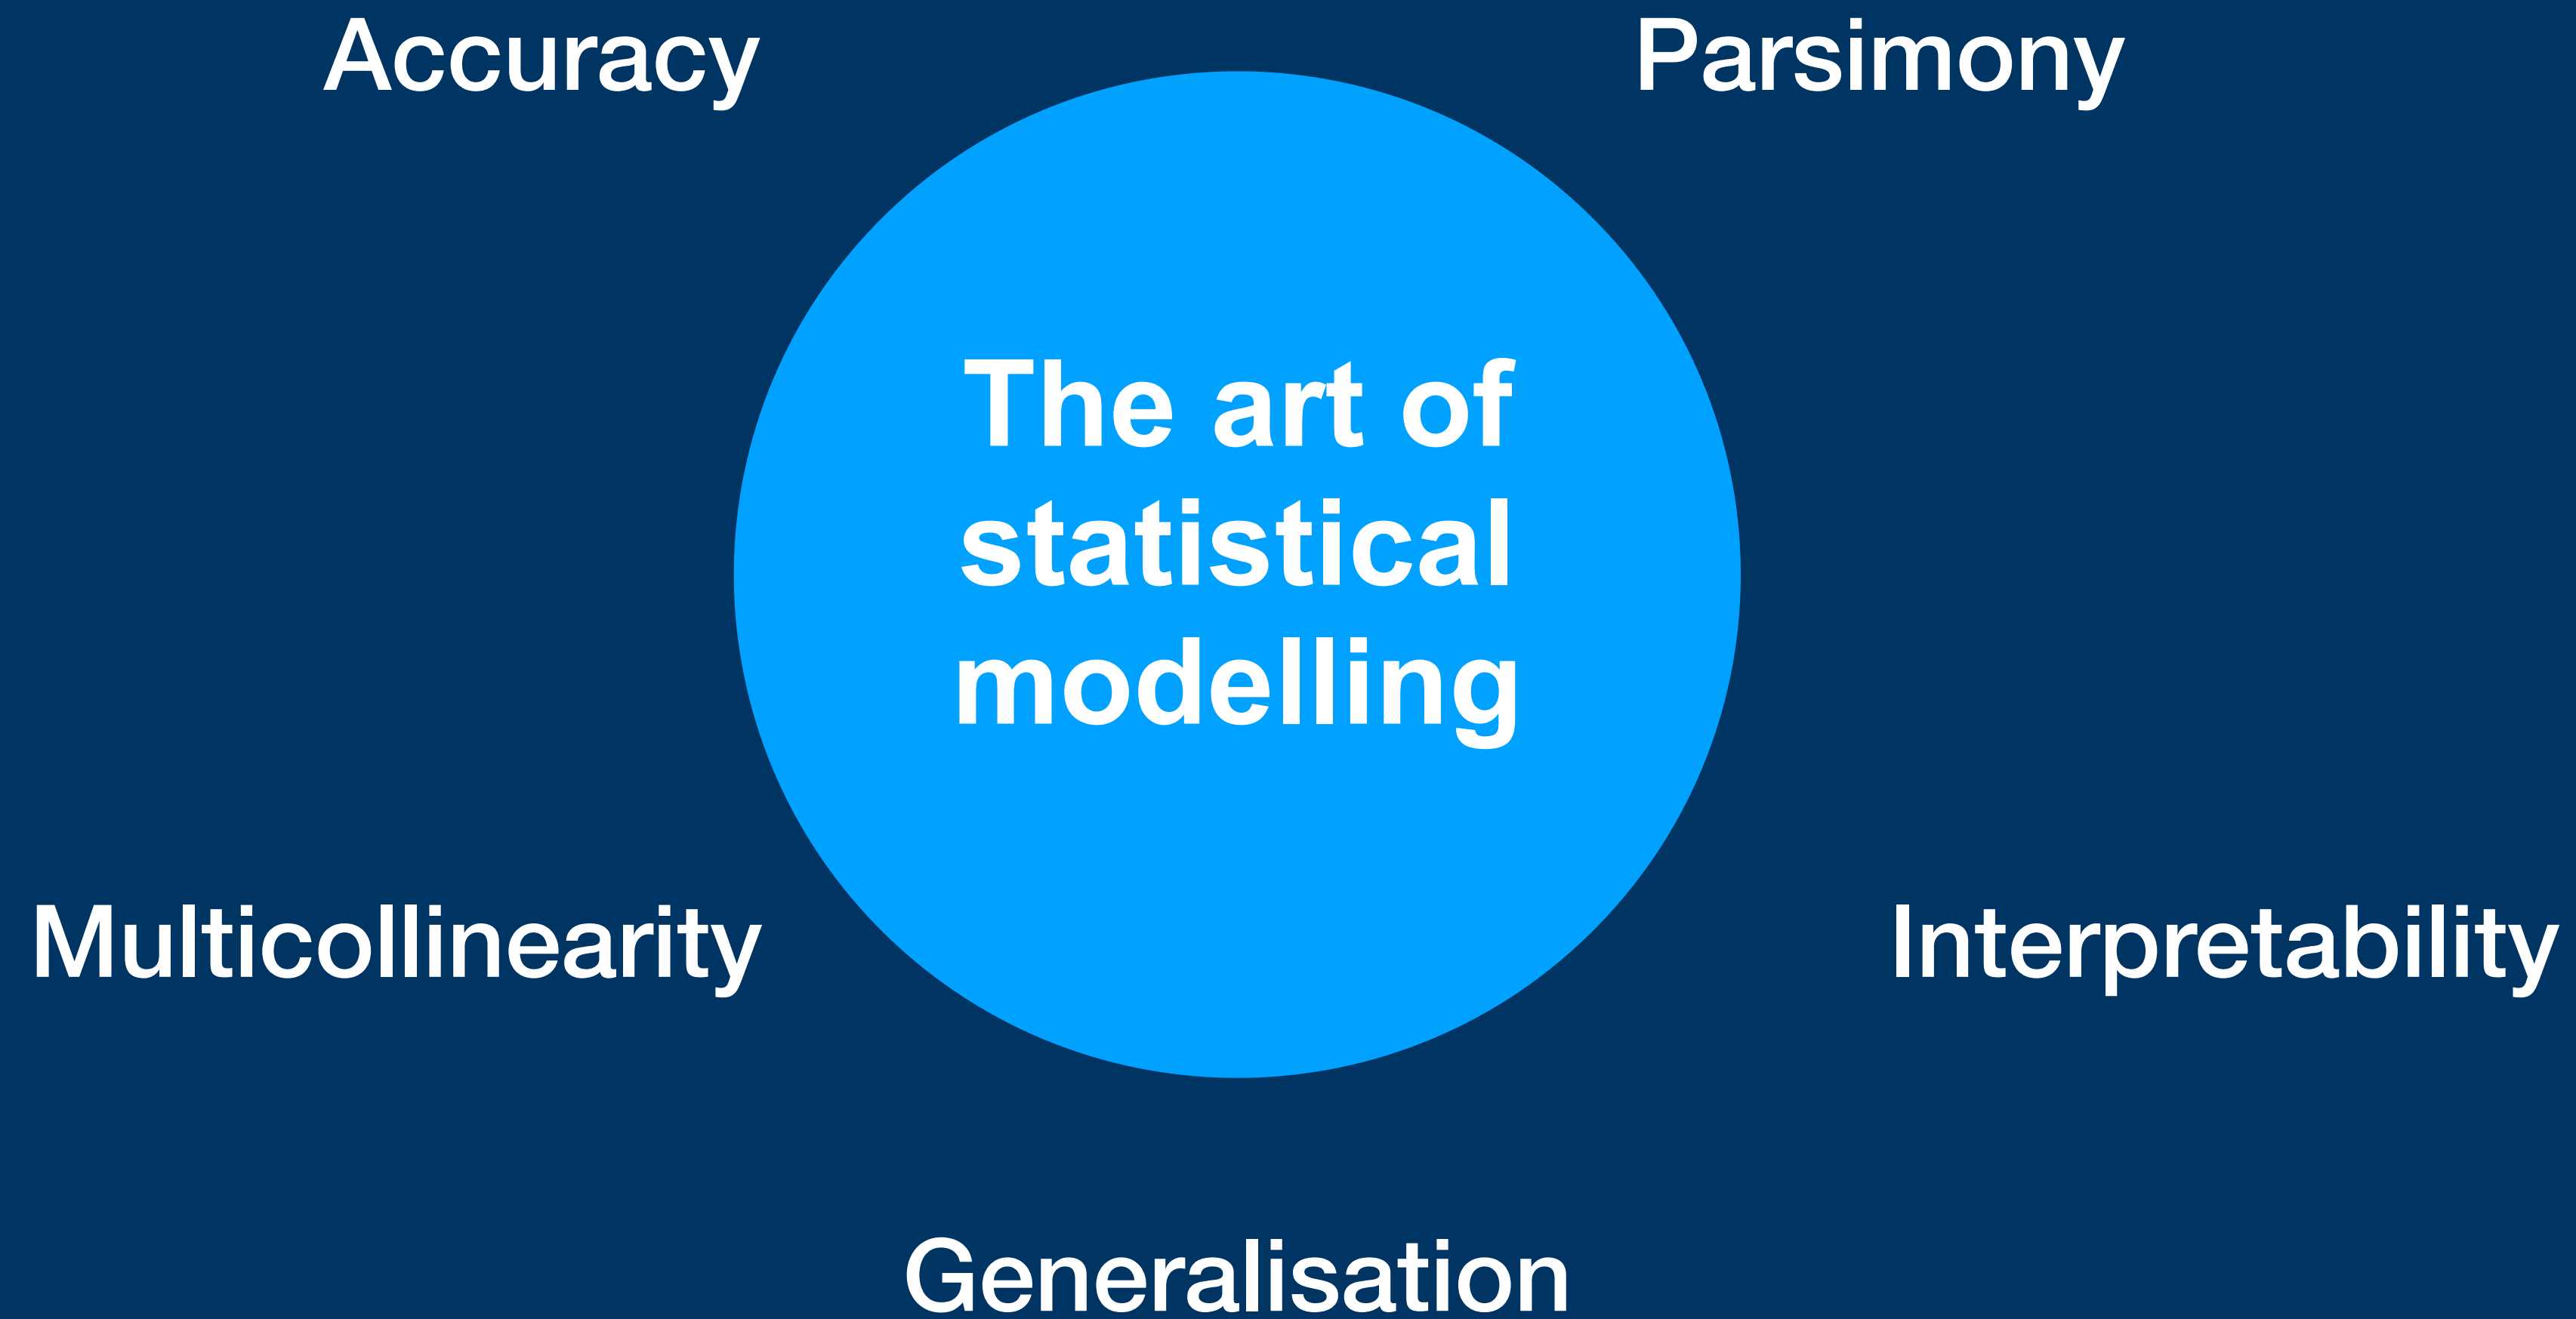 Accuracy
Parsimony
The art of
statistical
modelling
Multicollinearity
Interpretability
Generalisation